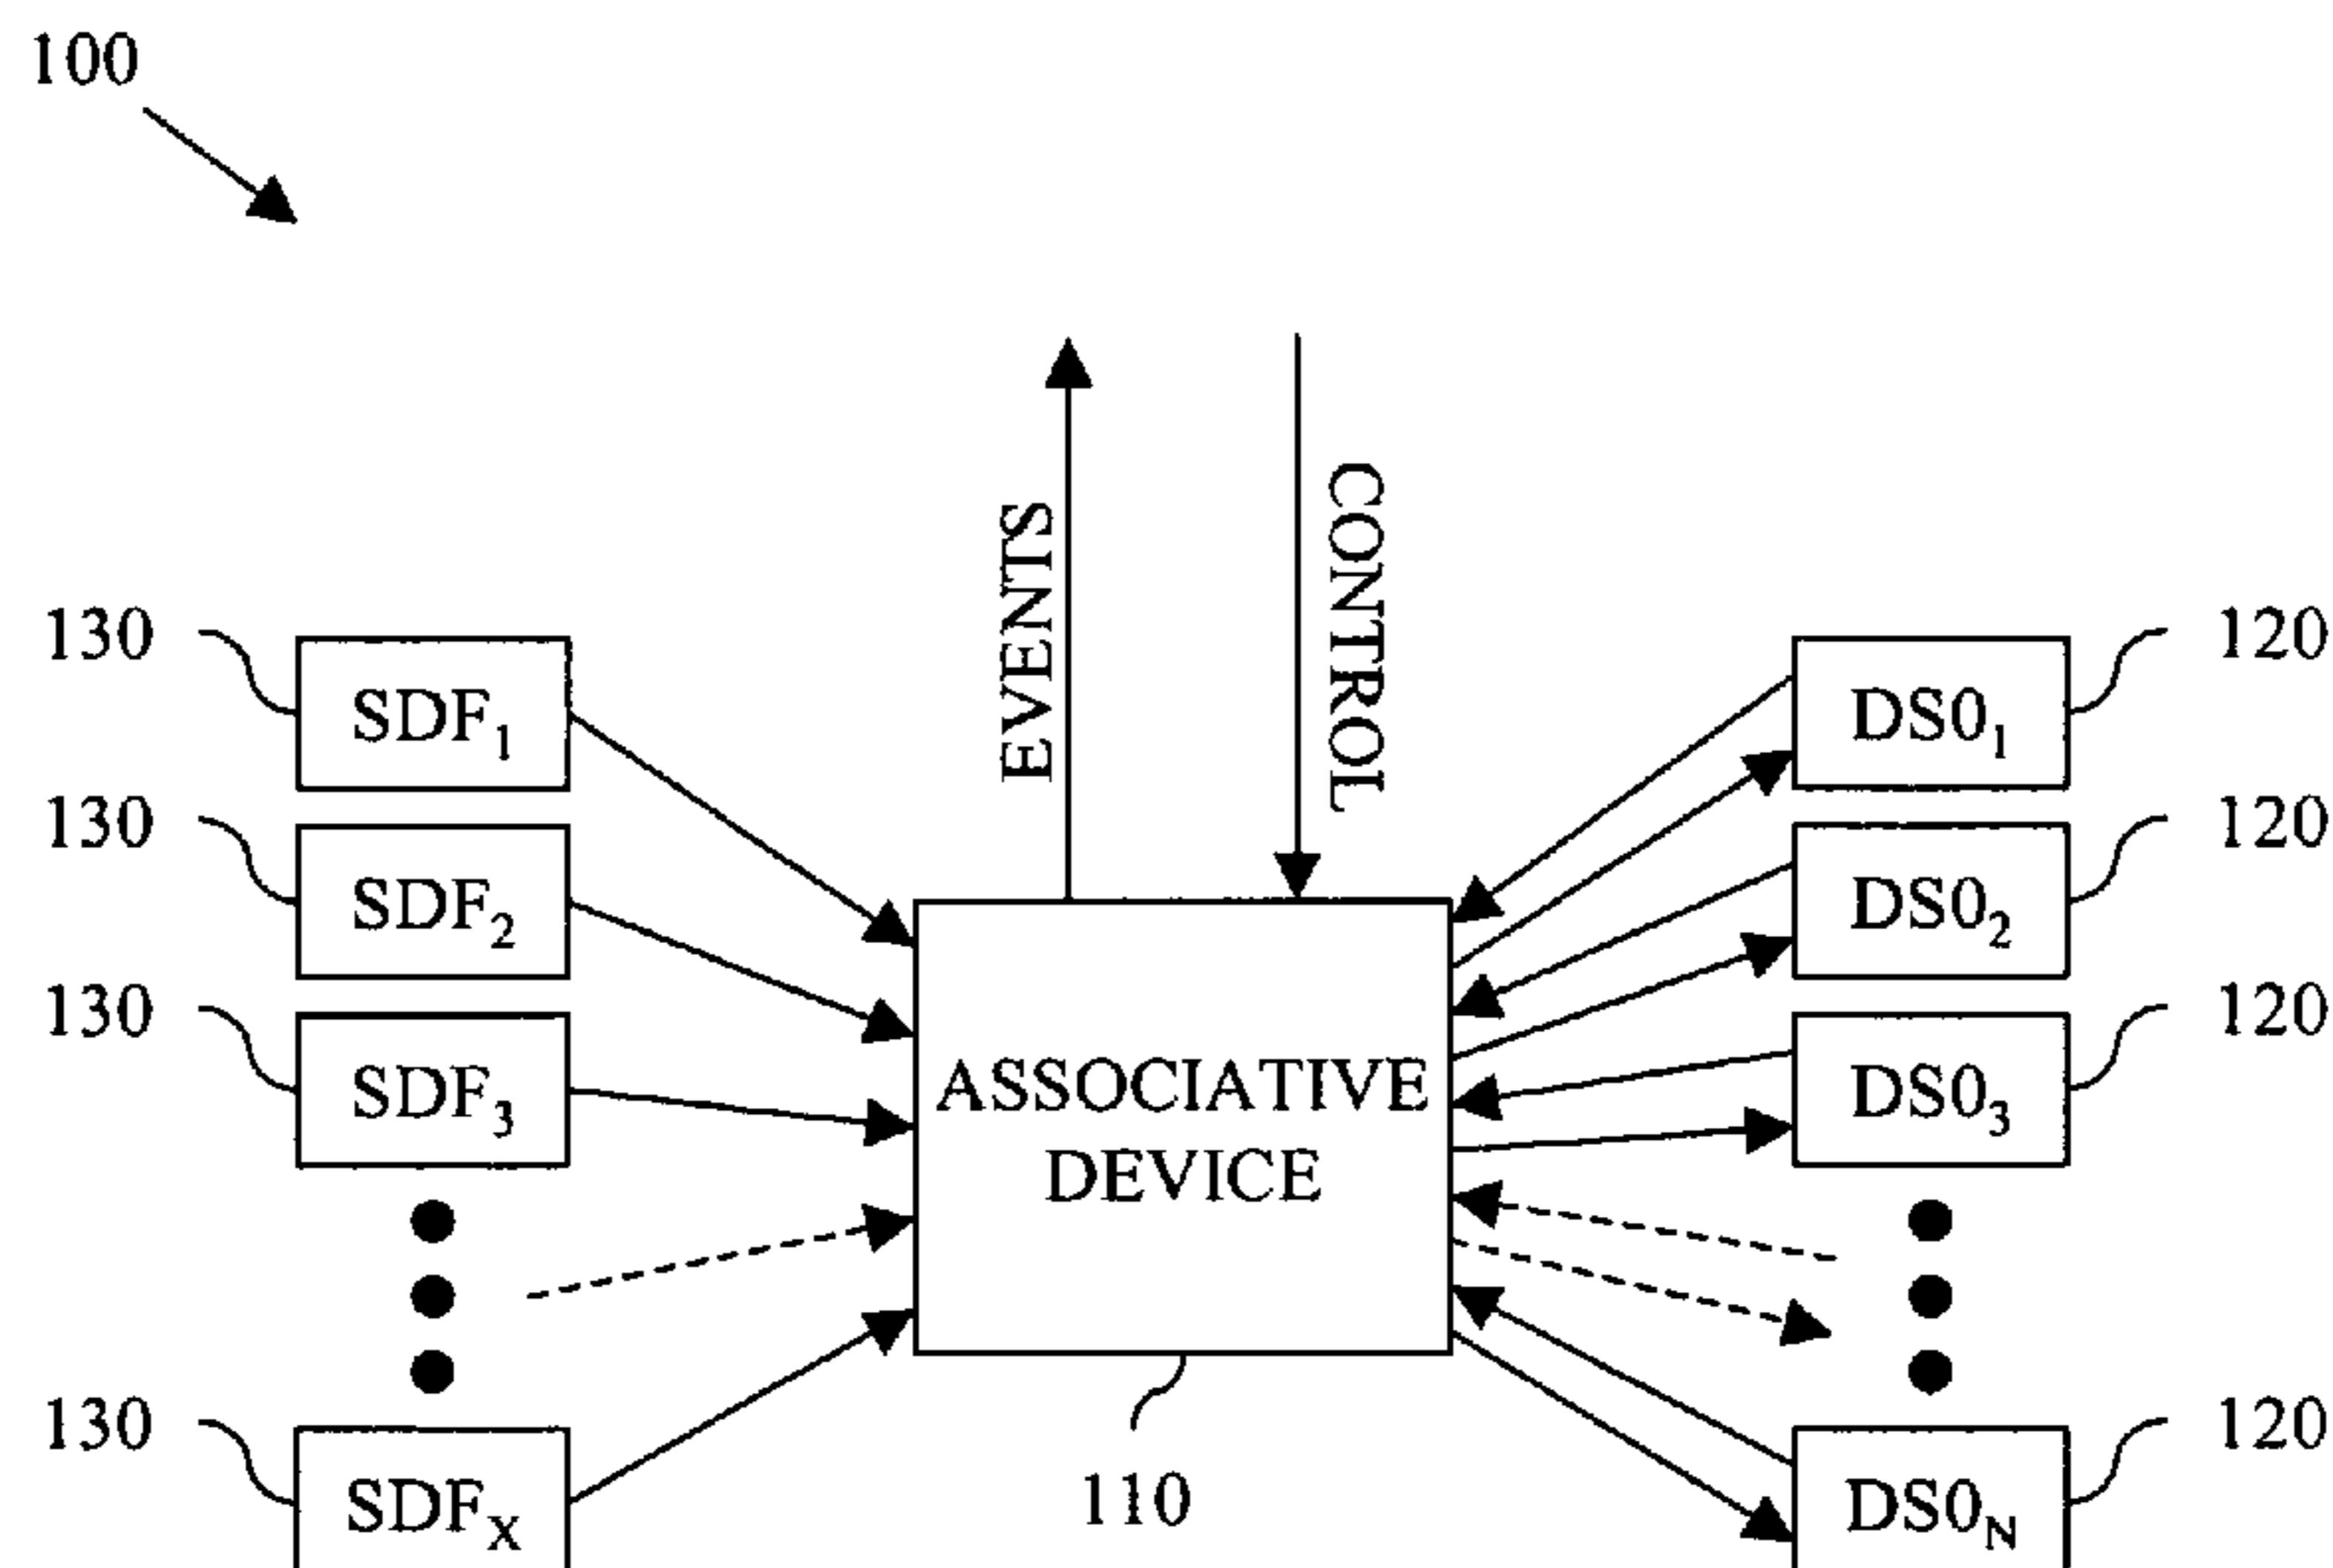 100
EVENTS
CONTROL
130
SDF₁
DS0₁
120
130
SDF₂
DS0₂
120
130
SDF₃
DS0₃
120
ASSOCIATIVE
DEVICE
130
SDFₓ
110
DS0_N
120